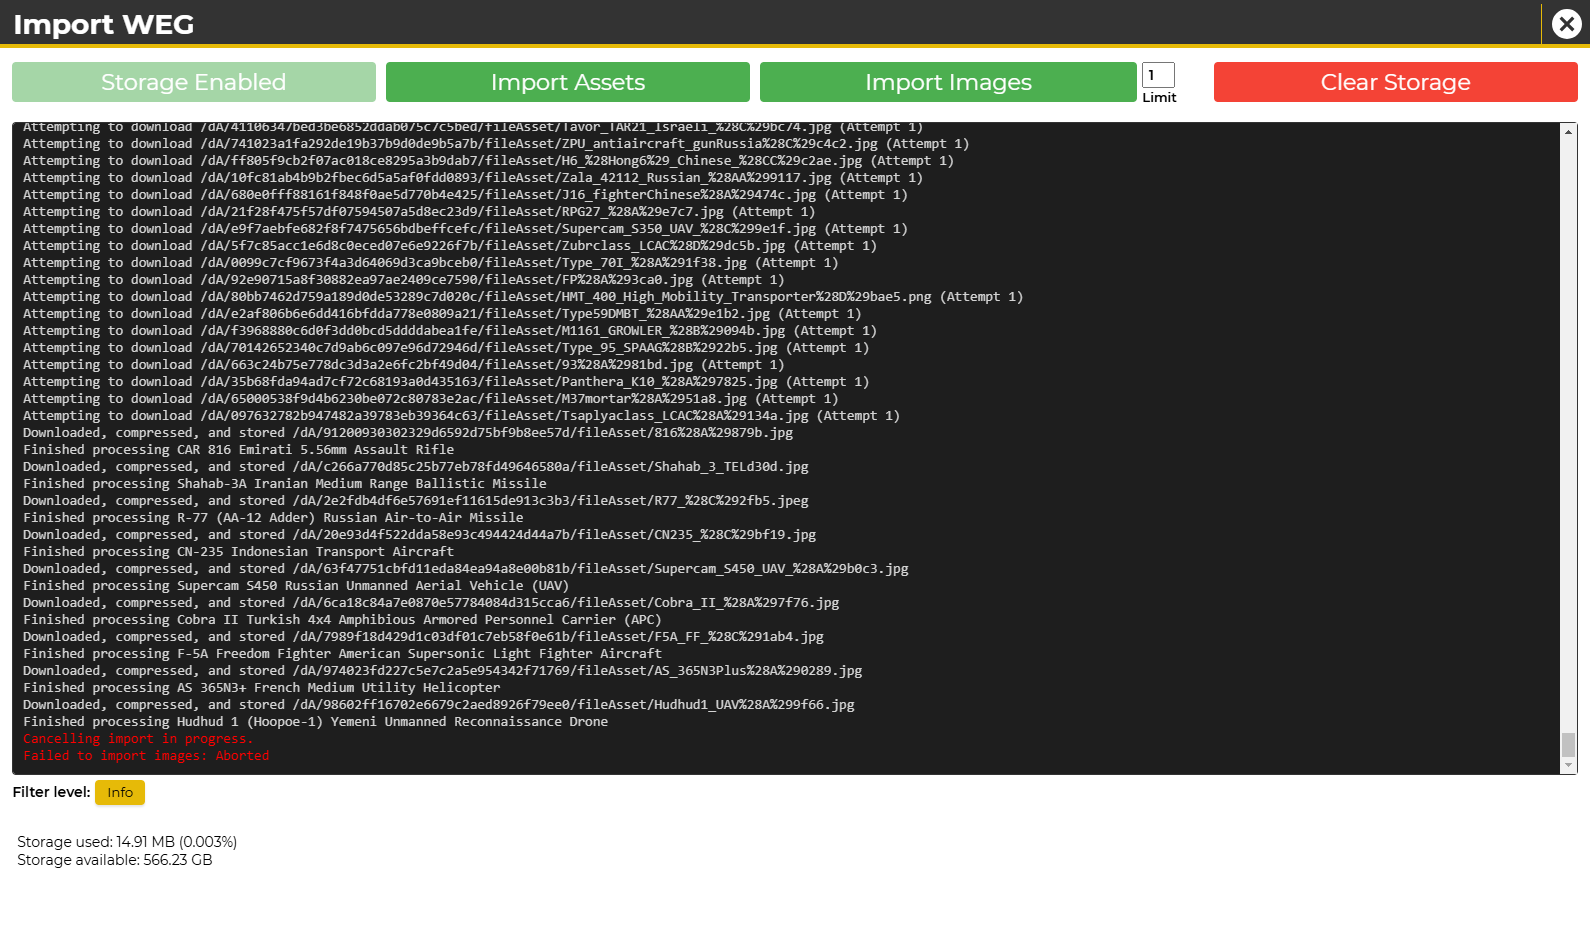 Import WEG
Storage Enabled
Import Assets
Import Images
1
Limit
Clear Storage
Attempting to download /dA/41106347bed3be6852ddab075c7c5bed/fileAsset/Tavor_TAR21_Israeli_%28C%29bc74.jpg (Attempt 1)
Attempting to download /dA/741023a1fa292de19b37b9d0de9b5a7b/fileAsset/ZPU_antiaircraft_gunRussia%28C%29c4c2.jpg (Attempt 1)
Attempting to download /dA/ff805f9cb2f07ac018ce8295a3b9dab7/fileAsset/H6_%28Hong6%29_Chinese_%28CC%29c2ae.jpg (Attempt 1)
Attempting to download /dA/10fc81ab4b9b2fbec6d5a5af0fdd0893/fileAsset/Zala_42112_Russian_%28AA%299117.jpg (Attempt 1)
Attempting to download /dA/680e0fff88161f848f0ae5d770b4e425/fileAsset/J16_fighterChinese%28A%29474c.jpg (Attempt 1)
Attempting to download /dA/21f28f475f57df07594507a5d8ec23d9/fileAsset/RPG27_%28A%29e7c7.jpg (Attempt 1)
Attempting to download /dA/e9f7aebfe682f8f7475656bdbeffcefc/fileAsset/Supercam_S350_UAV_%28C%299e1f.jpg (Attempt 1)
Attempting to download /dA/5f7c85acc1e6d8c0eced07e6e9226f7b/fileAsset/Zubrclass_LCAC%28D%29dc5b.jpg (Attempt 1)
Attempting to download /dA/0099c7cf9673f4a3d64069d3ca9bceb0/fileAsset/Type_70I_%28A%291f38.jpg (Attempt 1)
Attempting to download /dA/92e90715a8f30882ea97ae2409ce7590/fileAsset/FP%28A%293ca0.jpg (Attempt 1)
Attempting to download /dA/80bb7462d759a189d0de53289c7d020c/fileAsset/HMT_400_High_Mobility_Transporter%28D%29bae5.png (Attempt 1)
Attempting to download /dA/e2af806b6e6dd416bfdda778e0809a21/fileAsset/Type59DMBT_%28AA%29e1b2.jpg (Attempt 1)
Attempting to download /dA/f3968880c6d0f3dd0bcd5ddddabea1fe/fileAsset/M1161_GROWLER_%28B%29094b.jpg (Attempt 1)
Attempting to download /dA/70142652340c7d9ab6c097e96d72946d/fileAsset/Type_95_SPAAG%28B%2922b5.jpg (Attempt 1)
Attempting to download /dA/663c24b75e778dc3d3a2e6fc2bf49d04/fileAsset/93%28A%2981bd.jpg (Attempt 1)
Attempting to download /dA/35b68fda94ad7cf72c68193a0d435163/fileAsset/Panthera_K10_%28A%297825.jpg (Attempt 1)
Attempting to download /dA/65000538f9d4b6230be072c80783e2ac/fileAsset/M37mortar%28A%2951a8.jpg (Attempt 1)
Attempting to download /dA/097632782b947482a39783eb39364c63/fileAsset/Tsaplyaclass_LCAC%28A%29134a.jpg (Attempt 1)
Downloaded, compressed, and stored /dA/91200930302329d6592d75bf9b8ee57d/fileAsset/816%28A%29879b.jpg
Finished processing CAR 816 Emirati 5.56mm Assault Rifle
Downloaded, compressed, and stored /dA/c266a770d85c25b77eb78fd49646580a/fileAsset/Shahab_3_TELd30d.jpg
Finished processing Shahab-3A Iranian Medium Range Ballistic Missile
Downloaded, compressed, and stored /dA/2e2fdb4df6e57691ef11615de913c3b3/fileAsset/R77_%28C%292fb5.jpeg
Finished processing R-77 (AA-12 Adder) Russian Air-to-Air Missile
Downloaded, compressed, and stored /dA/20e93d4f522dda58e93c494424d44a7b/fileAsset/CN235_%28C%29bf19.jpg
Finished processing CN-235 Indonesian Transport Aircraft
Downloaded, compressed, and stored /dA/63f47751cbfd11eda84ea94a8e00b81b/fileAsset/Supercam_S450_UAV_%28A%29b0c3.jpg
Finished processing Supercam S450 Russian Unmanned Aerial Vehicle (UAV)
Downloaded, compressed, and stored /dA/6ca18c84a7e0870e57784084d315cca6/fileAsset/Cobra_II_%28A%297f76.jpg
Finished processing Cobra II Turkish 4x4 Amphibious Armored Personnel Carrier (APC)
Downloaded, compressed, and stored /dA/7989f18d429d1c03df01c7eb58f0e61b/fileAsset/F5A_FF_%28C%291ab4.jpg
Finished processing F-5A Freedom Fighter American Supersonic Light Fighter Aircraft
Downloaded, compressed, and stored /dA/974023fd227c5e7c2a5e954342f71769/fileAsset/AS_365N3Plus%28A%290289.jpg
Finished processing AS 365N3+ French Medium Utility Helicopter
Downloaded, compressed, and stored /dA/98602ff16702e6679c2aed8926f79ee0/fileAsset/Hudhud1_UAV%28A%299f66.jpg
Finished processing Hudhud 1 (Hoopoe-1) Yemeni Unmanned Reconnaissance Drone
Cancelling import in progress.
Failed to import images: Aborted
Filter level:
Info
Storage used: 14.91 MB (0.003%)
Storage available: 566.23 GB